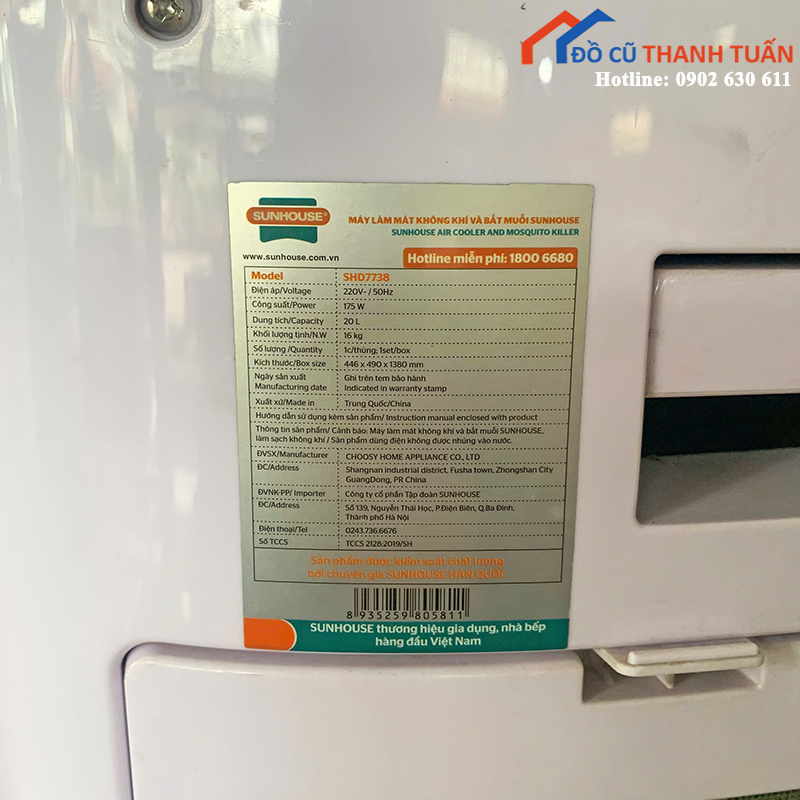 ĐỒ CŨ THANH TUẤN
Hotline: 0902 630 611
SUNHOUSE®
MÁY LÀM MÁT KHÔNG KHÍ VÀ BẮT MUỖI SUNHOUSE
SUNHOUSE AIR COOLER AND MOSQUITO KILLER
www.sunhouse.com.vn
Hotline miễn phí: 1800 6680
Model SHD7738
Điện áp/Voltage 220V~ / 50Hz
Công suất/Power 175 W
Dung tích/Capacity 20 L
Khối lượng tịnh/N.W 16 kg
Số lượng /Quantity 1c/thùng; 1set/box
Kích thước/Box size 446 x 490 x 1380 mm
Ngày sản xuất Ghi trên tem bảo hành
Manufacturing date Indicated in warranty stamp
Xuất xứ/Made in Trung Quốc/China
Hướng dẫn sử dụng kèm sản phẩm/ Instruction manual enclosed with product
Thông tin sản phẩm/ Cảnh báo: Máy làm mát không khí và bắt muỗi SUNHOUSE,
làm sạch không khí / Sản phẩm dùng điện không được nhúng vào nước.
ĐVSX/Manufacturer CHOOSY HOME APPLIANCE CO., LTD
ĐC/Address Shangnan industrial district, Fusha town, Zhongshan City
GuangDong, PR China
ĐVNK-PP/ Importer Công ty cổ phần Tập đoàn SUNHOUSE
ĐC/Address Số 139, Nguyễn Thái Học, P.Điện Biên, Q.Ba Đình,
Thành phố Hà Nội
Điện thoại/Tel 0243.736.6676
Số TCCS TCCS 2128:2019/SH
Sản phẩm được kiểm soát chất lượng
bởi chuyên gia SUNHOUSE HÀN QUỐC
8 935259 805811
SUNHOUSE thương hiệu gia dụng, nhà bếp
hàng đầu Việt Nam